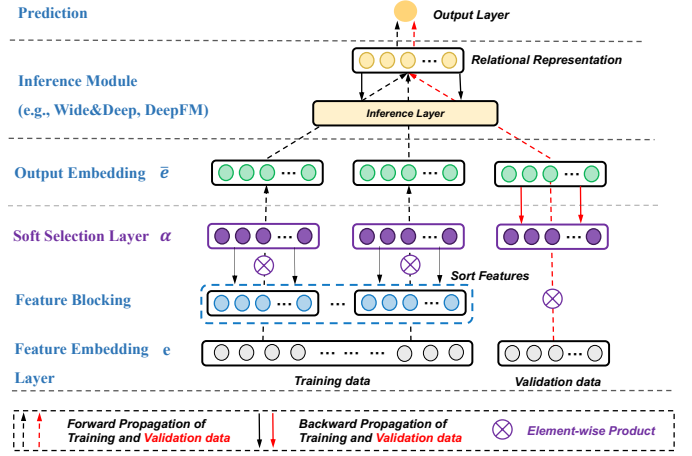 Prediction
Output Layer
Relational Representation
Inference Module
(e.g., Wide&Deep, DeepFM)
Inference Layer
Output Embedding ē
Soft Selection Layer α
Sort Features
Feature Blocking
Feature Embedding e
Layer
Training data
Validation data
Forward Propagation of
Training and Validation data
Backward Propagation of
Training and Validation data
Element-wise Product